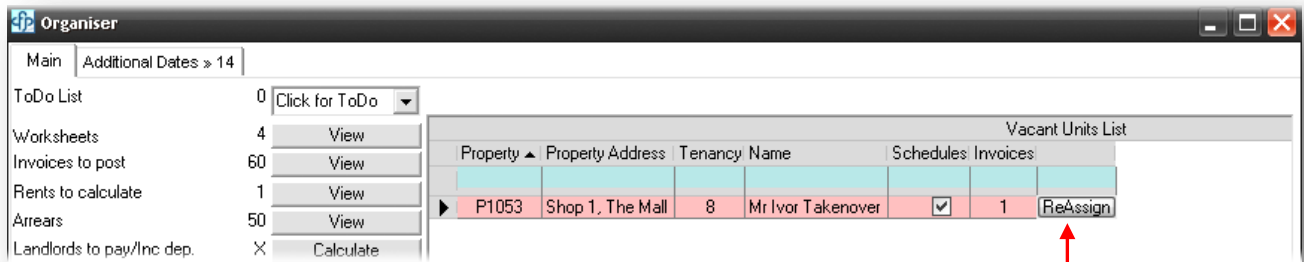 Organiser
Main Additional Dates » 14
ToDo List 0 Click for ToDo
Worksheets 4 View
Vacant Units List
Invoices to post 60 View
Property Property Address Tenancy Name Schedules Invoices
Rents to calculate 1 View
Arrears 50 View
P1053 Shop 1, The Mall 8 Mr Ivor Takenover 1 ReAssign
Landlords to pay/Inc dep. X Calculate